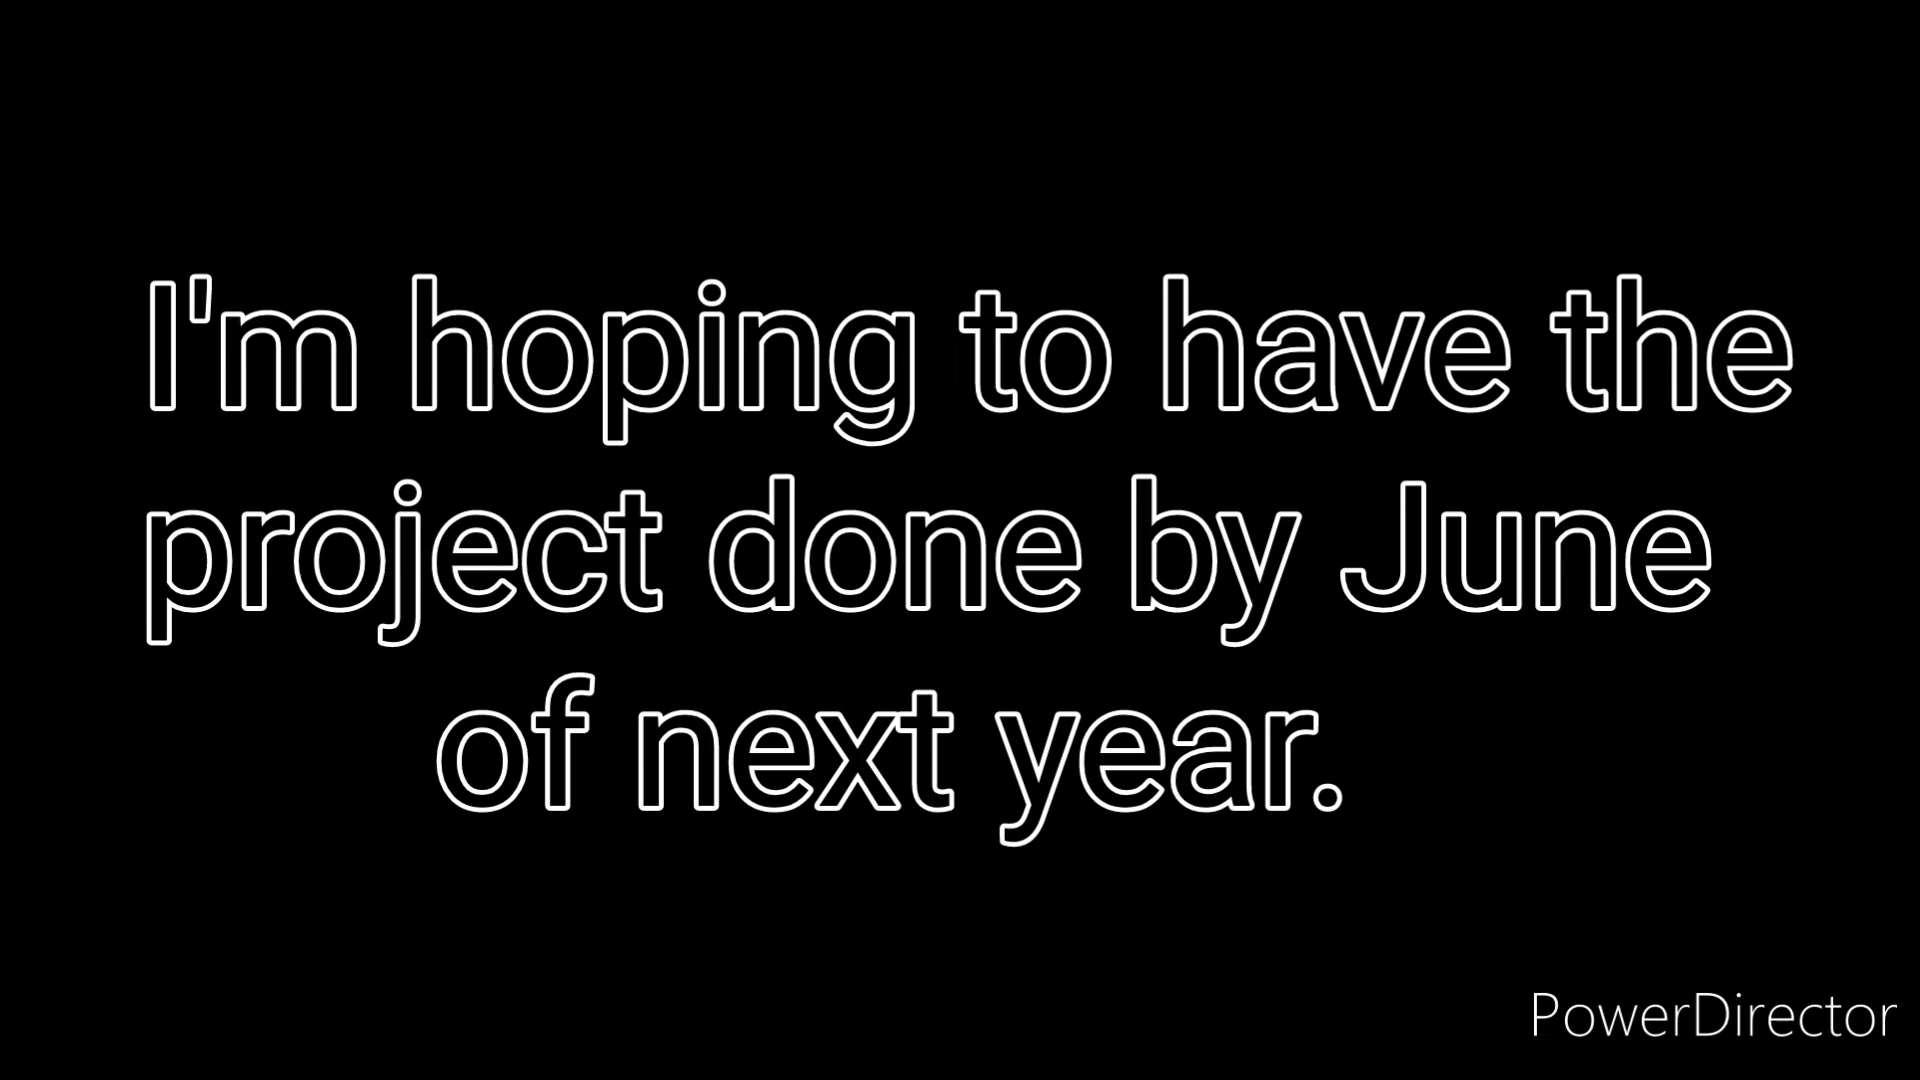 I'm hoping to have the
project done by June
of next year.
PowerDirector